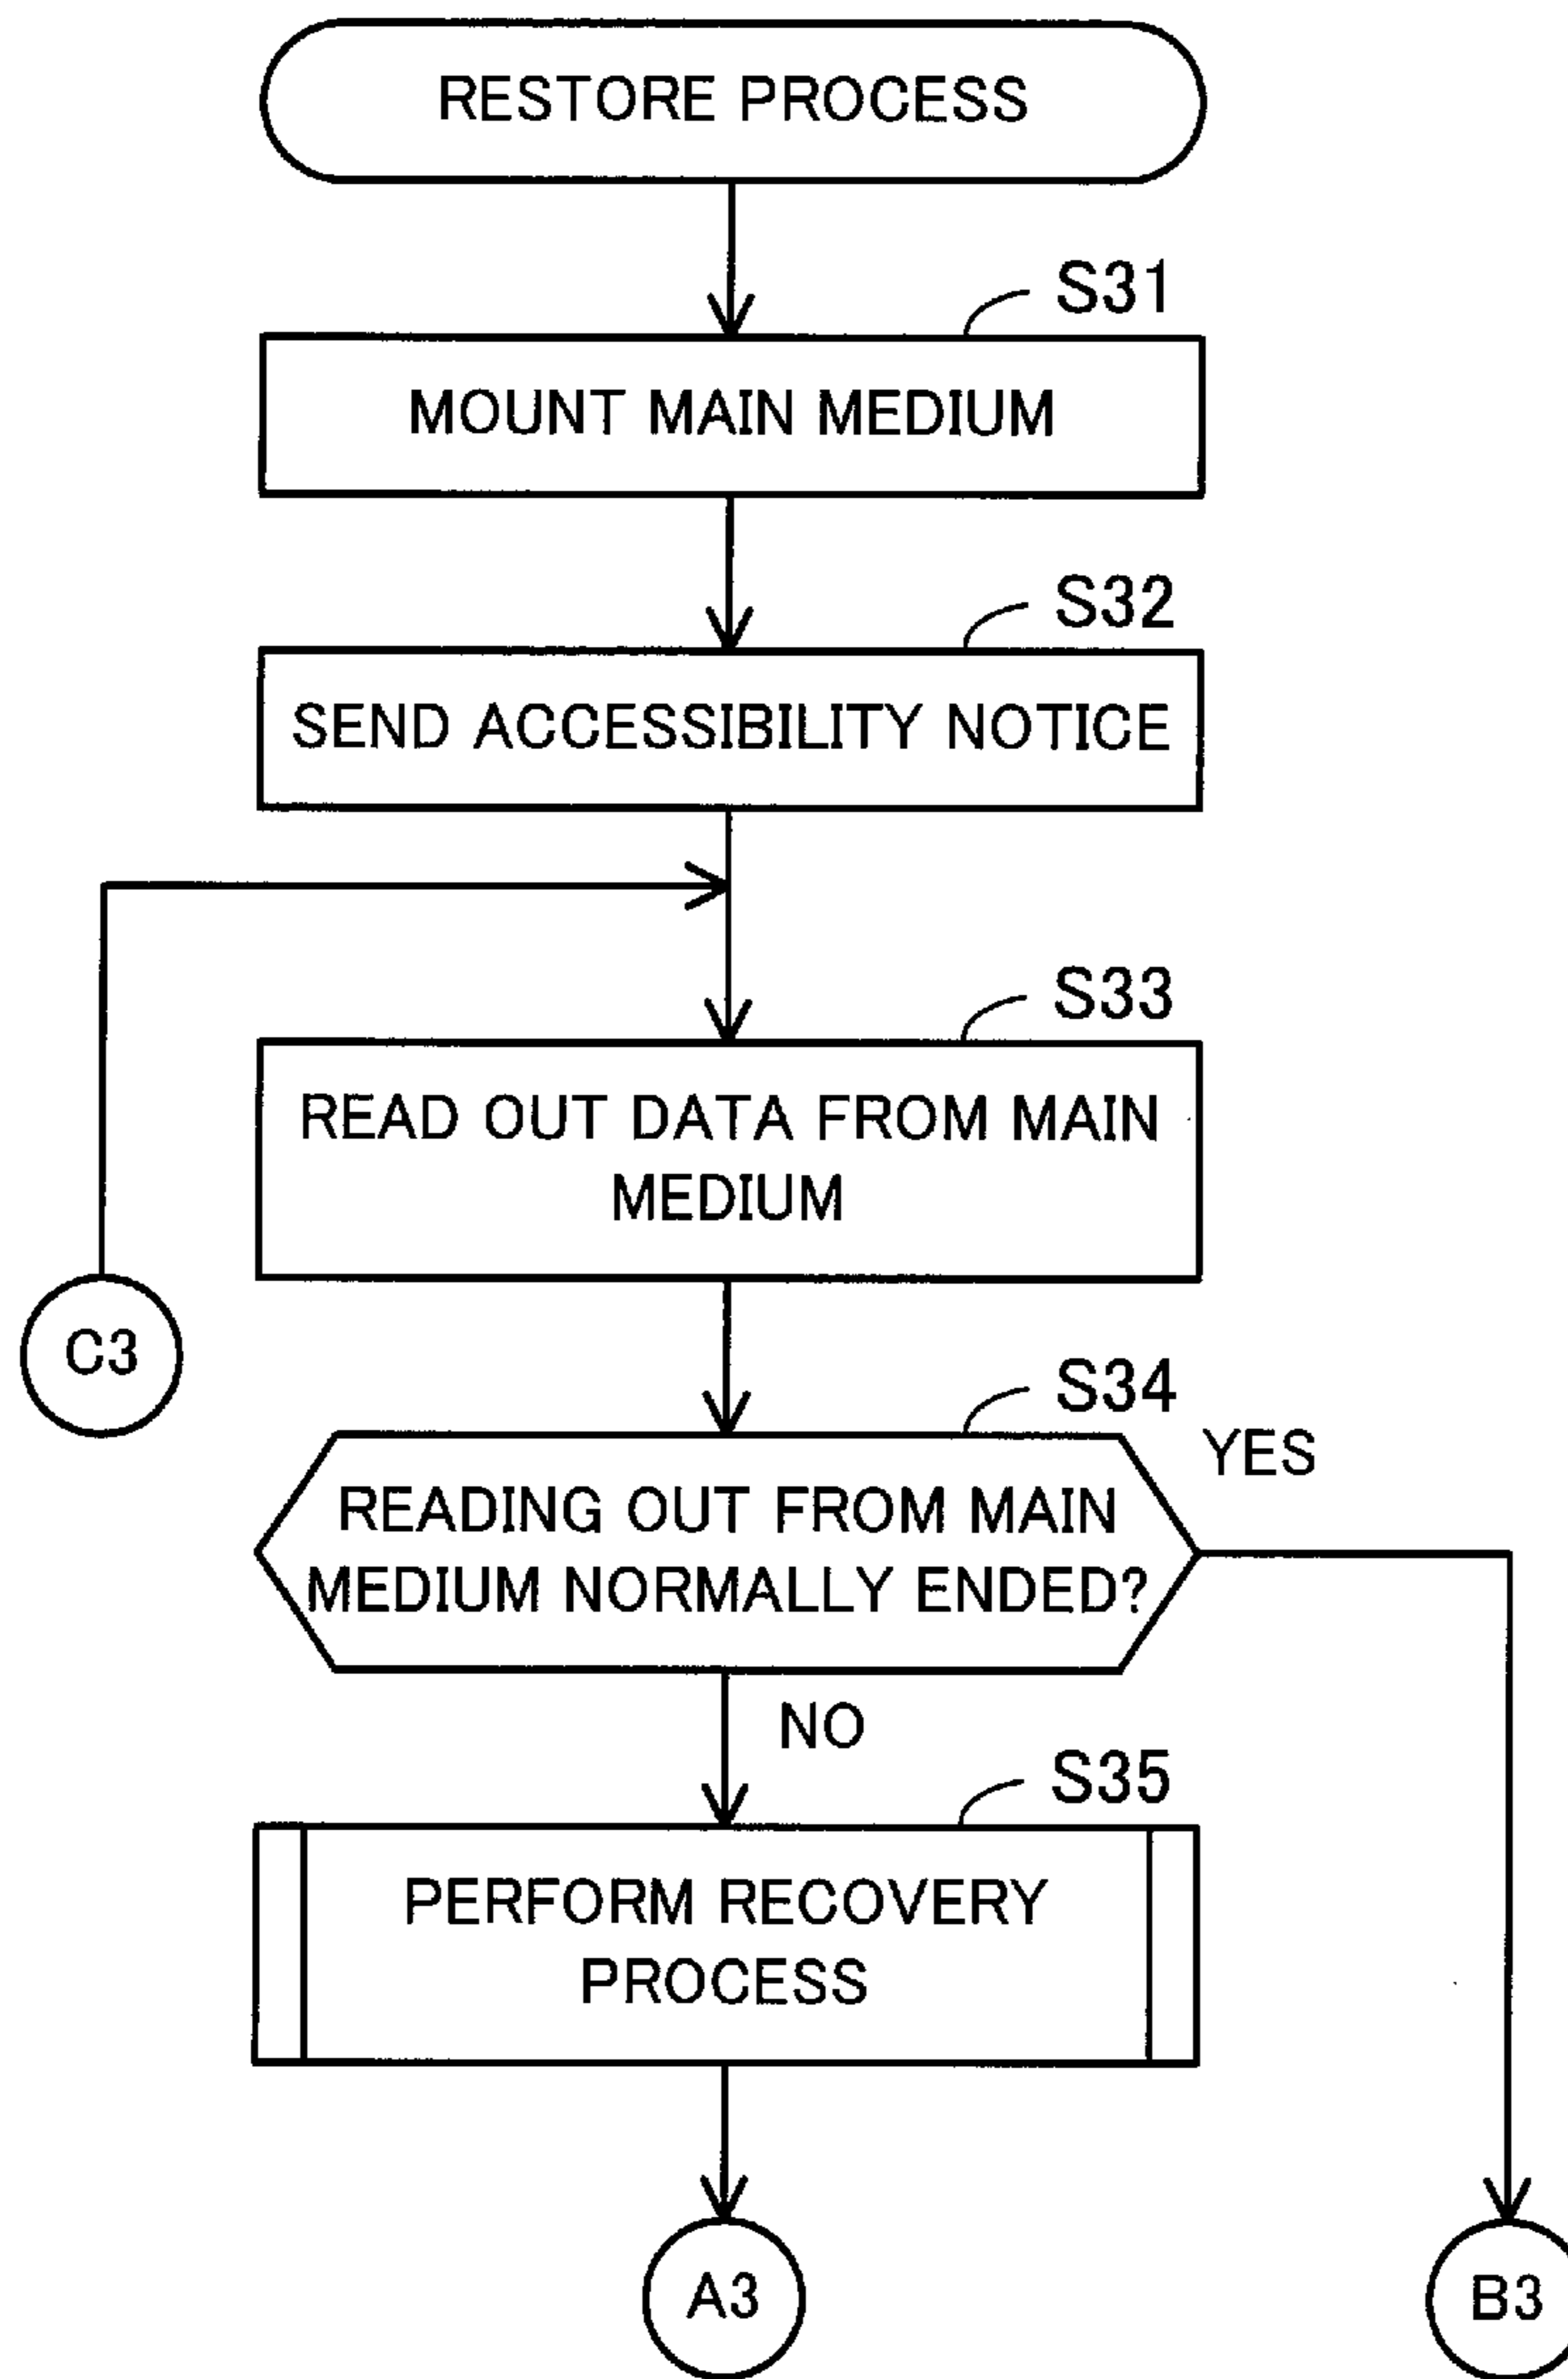 RESTORE PROCESS
S31
MOUNT MAIN MEDIUM
S32
SEND ACCESSIBILITY NOTICE
S33
READ OUT DATA FROM MAIN
MEDIUM
C3
S34
YES
READING OUT FROM MAIN
MEDIUM NORMALLY ENDED?
NO
S35
PERFORM RECOVERY
PROCESS
A3
B3